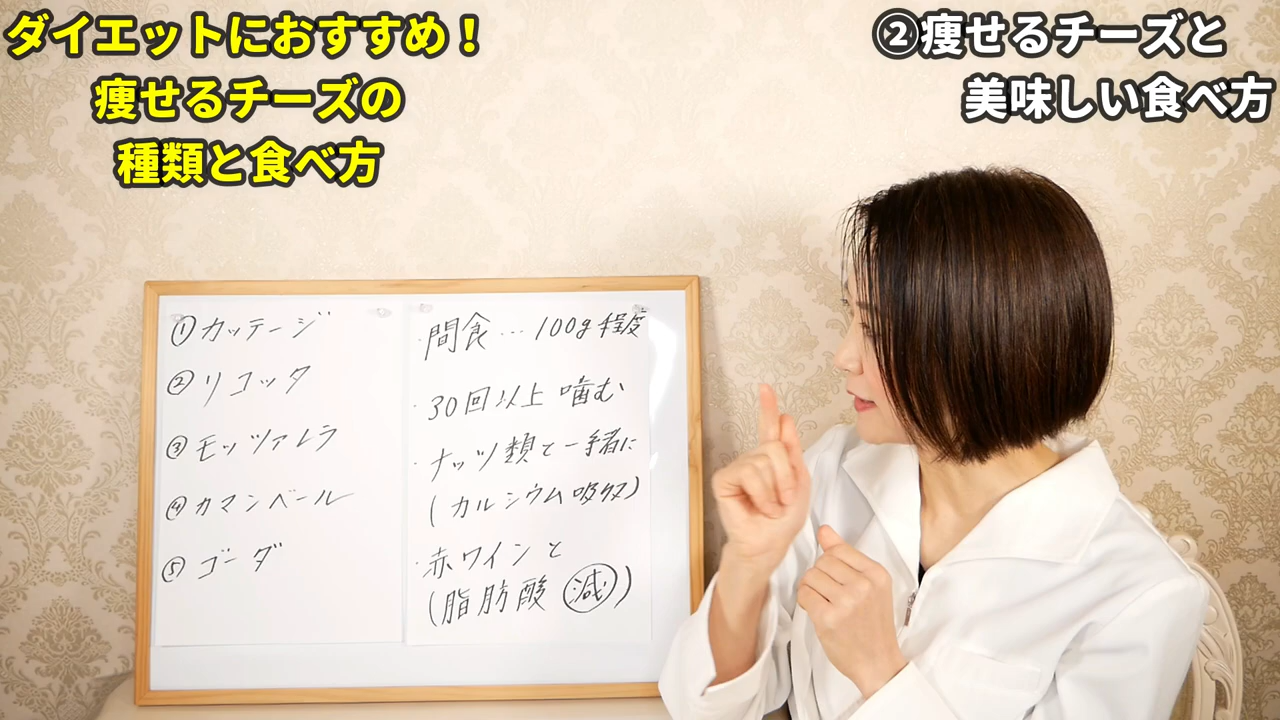 ダイエットにおすすめ！
痩せるチーズの
種類と食べ方
②痩せるチーズと
美味しい食べ方
①カッテージ
②リコッタ
③モッツァレラ
④カマンベール
⑤ゴーダ
・間食…100g程度
・30回以上噛む
・ナッツ類と一緒に
(カルシウム吸収)
・赤ワインと
(脂肪酸 減)